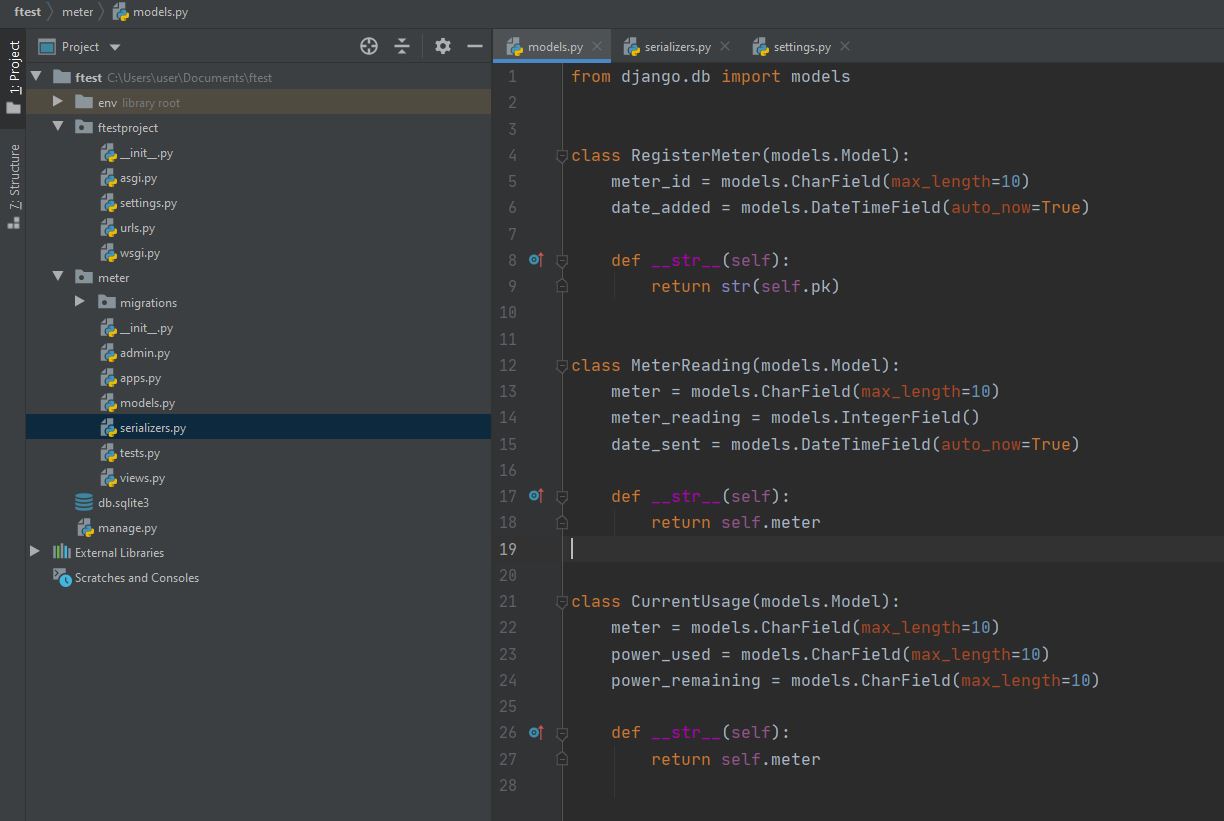 ftest meter models.py
1: Project
7: Structure
Project
ftest C:\Users\user\Documents\ftest
env library root
ftestproject
__init__.py
asgi.py
settings.py
urls.py
wsgi.py
meter
migrations
__init__.py
admin.py
apps.py
models.py
serializers.py
tests.py
views.py
db.sqlite3
manage.py
External Libraries
Scratches and Consoles
models.py serializers.py settings.py
1 from django.db import models
2
3
4 class RegisterMeter(models.Model):
5 meter_id = models.CharField(max_length=10)
6 date_added = models.DateTimeField(auto_now=True)
7
8 def __str__(self):
9 return str(self.pk)
10
11
12 class MeterReading(models.Model):
13 meter = models.CharField(max_length=10)
14 meter_reading = models.IntegerField()
15 date_sent = models.DateTimeField(auto_now=True)
16
17 def __str__(self):
18 return self.meter
19
20
21 class CurrentUsage(models.Model):
22 meter = models.CharField(max_length=10)
23 power_used = models.CharField(max_length=10)
24 power_remaining = models.CharField(max_length=10)
25
26 def __str__(self):
27 return self.meter
28